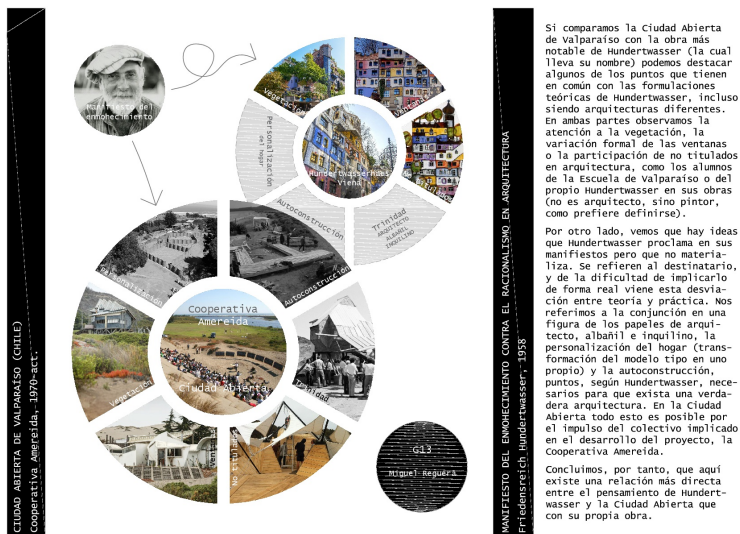 CIUDAD ABIERTA DE VALPARAÍSO (CHILE)
Cooperativa Amereida, 1970-act.
Manifiesto del
enmohecimiento
Vegetación
Ventanas
No titulados
Personalización
del hogar
Hundertwasserhaus
Viena
Autoconstrucción
Trinidad
ARQUITECTO
ALBAÑIL
INQUILINO
Personalización
Autoconstrucción
Cooperativa
Amereida
Ciudad Abierta
Vegetación
Trinidad
Ventanas
No titulados
G13
Miguel Reguera
MANIFIESTO DEL ENMOHECIMIENTO CONTRA EL RACIONALISMO EN ARQUITECTURA
Friedensreich Hundertwasser, 1958
Si comparamos la Ciudad Abierta
de Valparaíso con la obra más
notable de Hundertwasser (la cual
lleva su nombre) podemos destacar
algunos de los puntos que tienen
en común con las formulaciones
teóricas de Hundertwasser, incluso
siendo arquitecturas diferentes.
En ambas partes observamos la
atención a la vegetación, la
variación formal de las ventanas
o la participación de no titulados
en arquitectura, como los alumnos
de la Escuela de Valparaíso o del
propio Hundertwasser en sus obras
(no es arquitecto, sino pintor,
como prefiere definirse).
Por otro lado, vemos que hay ideas
que Hundertwasser proclama en sus
manifiestos pero que no materia-
liza. Se refieren al destinatario,
y de la dificultad de implicarlo
de forma real viene esta desvia-
ción entre teoría y práctica. Nos
referimos a la conjunción en una
figura de los papeles de arqui-
tecto, albañil e inquilino, la
personalización del hogar (trans-
formación del modelo tipo en uno
propio) y la autoconstrucción,
puntos, según Hundertwasser, nece-
sarios para que exista una verda-
dera arquitectura. En la Ciudad
Abierta todo esto es posible por
el impulso del colectivo implicado
en el desarrollo del proyecto, la
Cooperativa Amereida.
Concluimos, por tanto, que aquí
existe una relación más directa
entre el pensamiento de Hundert-
wasser y la Ciudad Abierta que
con su propia obra.